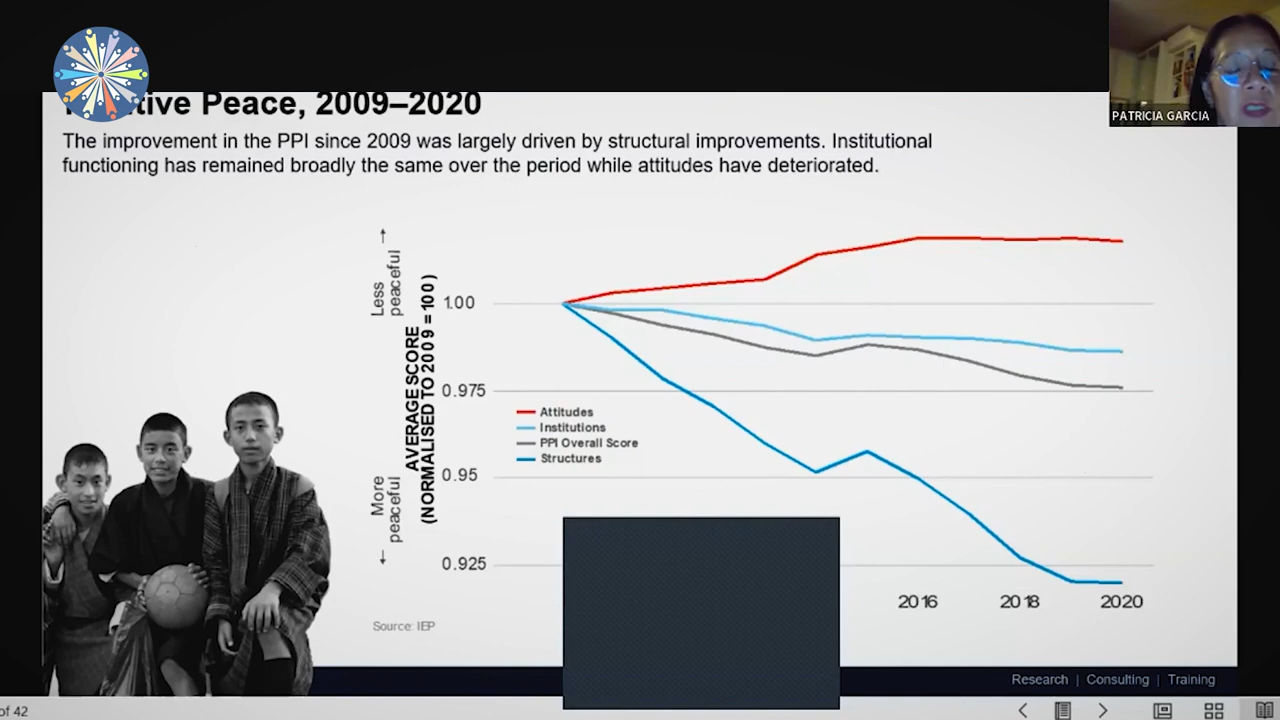 PATRICIA GARCIA
Peace, 2009–2020
The improvement in the PPI since 2009 was largely driven by structural improvements. Institutional
functioning has remained broadly the same over the period while attitudes have deteriorated.
Less
peaceful
More
peaceful
AVERAGE SCORE
(NORMALISED TO 2009 = 100)
1.00
0.975
0.95
0.925
Attitudes
Institutions
PPI Overall Score
Structures
2016
2018
2020
Source: IEP
Research | Consulting | Training
of 42